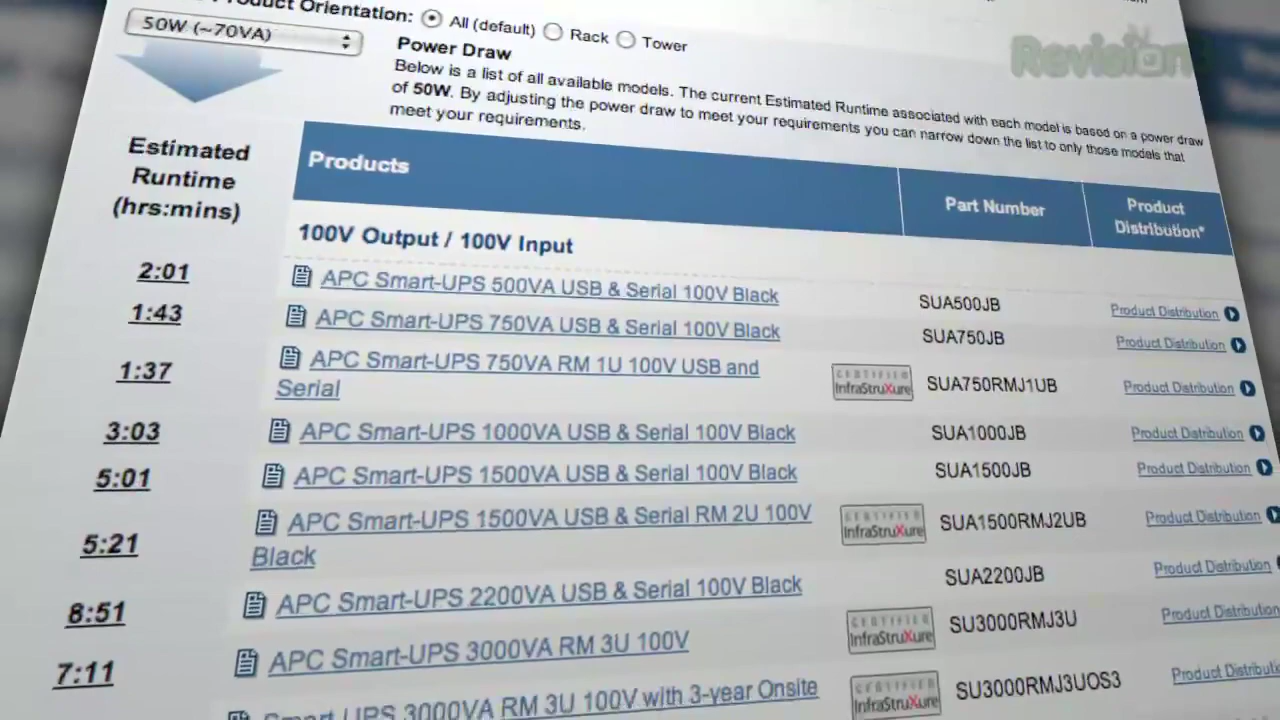 Product Orientation: All (default) Rack Tower
50W (~70VA)
Revision
Power Draw
Below is a list of all available models. The current Estimated Runtime associated with each model is based on a power draw
of 50W. By adjusting the power draw to meet your requirements you can narrow down the list to only those models that
meet your requirements.
Estimated
Runtime
(hrs:mins)
Products
Part Number
Product
Distribution*
100V Output / 100V Input
2:01 APC Smart-UPS 500VA USB & Serial 100V Black SUA500JB Product Distribution
1:43 APC Smart-UPS 750VA USB & Serial 100V Black SUA750JB Product Distribution
1:37 APC Smart-UPS 750VA RM 1U 100V USB and
Serial
CERTIFIED
InfraStruXure
SUA750RMJ1UB Product Distribution
3:03 APC Smart-UPS 1000VA USB & Serial 100V Black SUA1000JB Product Distribution
5:01 APC Smart-UPS 1500VA USB & Serial 100V Black SUA1500JB Product Distribution
5:21 APC Smart-UPS 1500VA USB & Serial RM 2U 100V
Black
CERTIFIED
InfraStruXure
SUA1500RMJ2UB Product Distribution
8:51 APC Smart-UPS 2200VA USB & Serial 100V Black SUA2200JB Product Distribution
7:11 APC Smart-UPS 3000VA RM 3U 100V
CERTIFIED
InfraStruXure
SU3000RMJ3U Product Distribution
Smart-UPS 3000VA RM 3U 100V with 3-year Onsite
CERTIFIED
InfraStruXure
SU3000RMJ3UOS3 Product Distributi